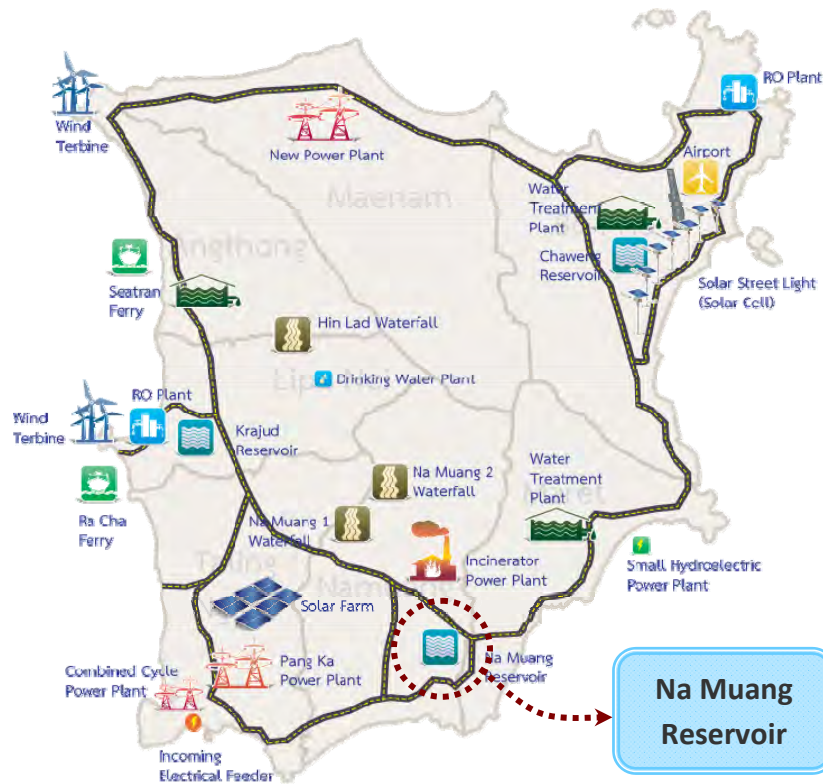 RO Plant
Wind
Terbine
New Power Plant
Airport
Maenam
Water
Treatment
Plant
Chaweng
Reservoir
Angthong
Seatran
Ferry
Solar Street Light
(Solar Cell)
Hin Lad Waterfall
Drinking Water Plant
RO Plant
Wind
Terbine
Krajud
Reservoir
Na Muang 2
Waterfall
Water
Treatment
Plant
Ra Cha
Ferry
Na Muang 1
Waterfall
Incinerator
Power Plant
Small Hydroelectric
Power Plant
Taling
Solar Farm
Combined Cycle
Power Plant
Pang Ka
Power Plant
Na Muang
Reservoir
Na Muang
Reservoir
Incoming
Electrical Feeder